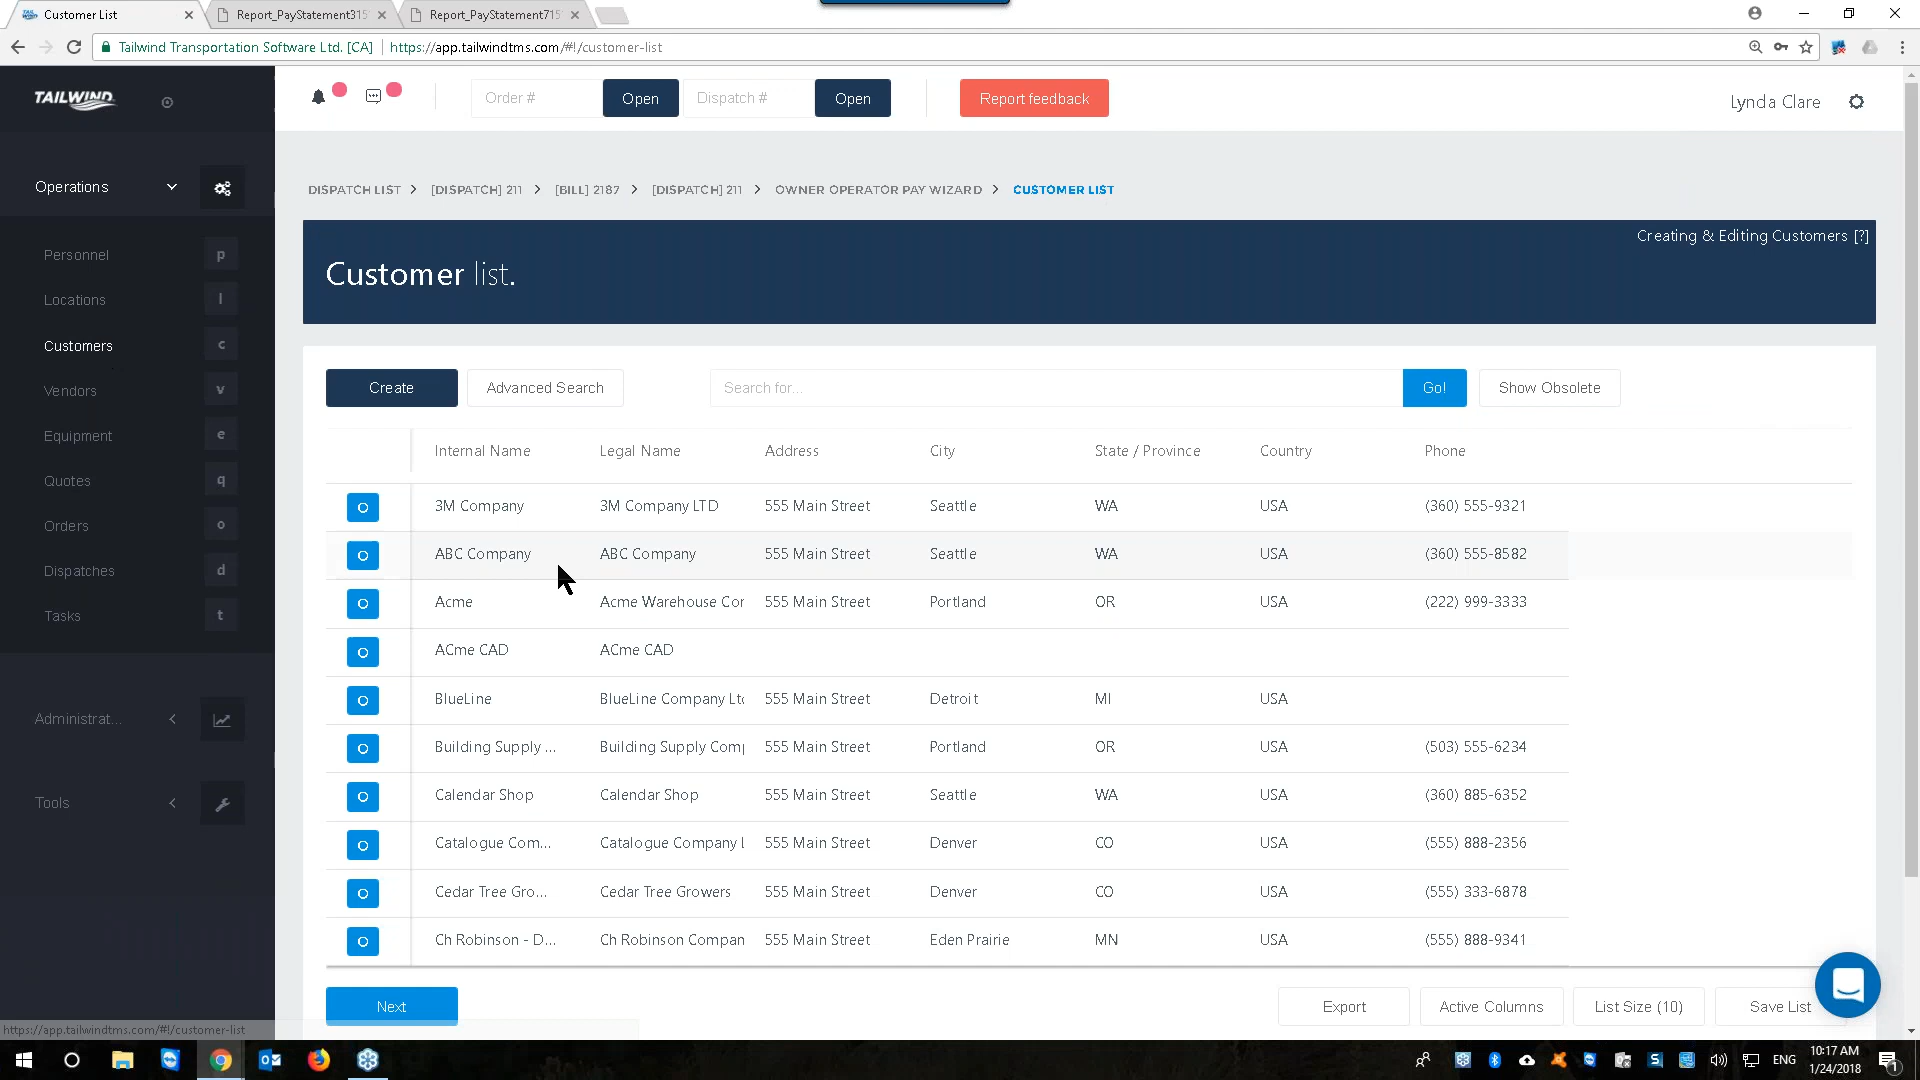 Customer List
Report_PayStatement315
Report_PayStatement715
Tailwind Transportation Software Ltd. [CA]
https://app.tailwindtms.com/#!/customer-list
TAILWIND
Order #
Open
Dispatch #
Open
Report feedback
Lynda Clare
Operations
Personnel p
Locations l
Customers c
Vendors v
Equipment e
Quotes q
Orders o
Dispatches d
Tasks t
Administrat...
Tools
DISPATCH LIST > [DISPATCH] 211 > [BILL] 2187 > [DISPATCH] 211 > OWNER OPERATOR PAY WIZARD > CUSTOMER LIST
Creating & Editing Customers [?]
Customer list.
Create
Advanced Search
Search for...
Go!
Show Obsolete
Internal Name Legal Name Address City State / Province Country Phone
O 3M Company 3M Company LTD 555 Main Street Seattle WA USA (360) 555-9321
O ABC Company ABC Company 555 Main Street Seattle WA USA (360) 555-8582
O Acme Acme Warehouse Cor 555 Main Street Portland OR USA (222) 999-3333
O ACme CAD ACme CAD
O BlueLine BlueLine Company Ltd 555 Main Street Detroit MI USA
O Building Supply ... Building Supply Comp 555 Main Street Portland OR USA (503) 555-6234
O Calendar Shop Calendar Shop 555 Main Street Seattle WA USA (360) 885-6352
O Catalogue Com... Catalogue Company L 555 Main Street Denver CO USA (555) 888-2356
O Cedar Tree Gro... Cedar Tree Growers 555 Main Street Denver CO USA (555) 333-6878
O Ch Robinson - D... Ch Robinson Compan 555 Main Street Eden Prairie MN USA (555) 888-9341
Next
Export
Active Columns
List Size (10)
Save List
https://app.tailwindtms.com/#!/customer-list
ENG
10:17 AM
1/24/2018
1